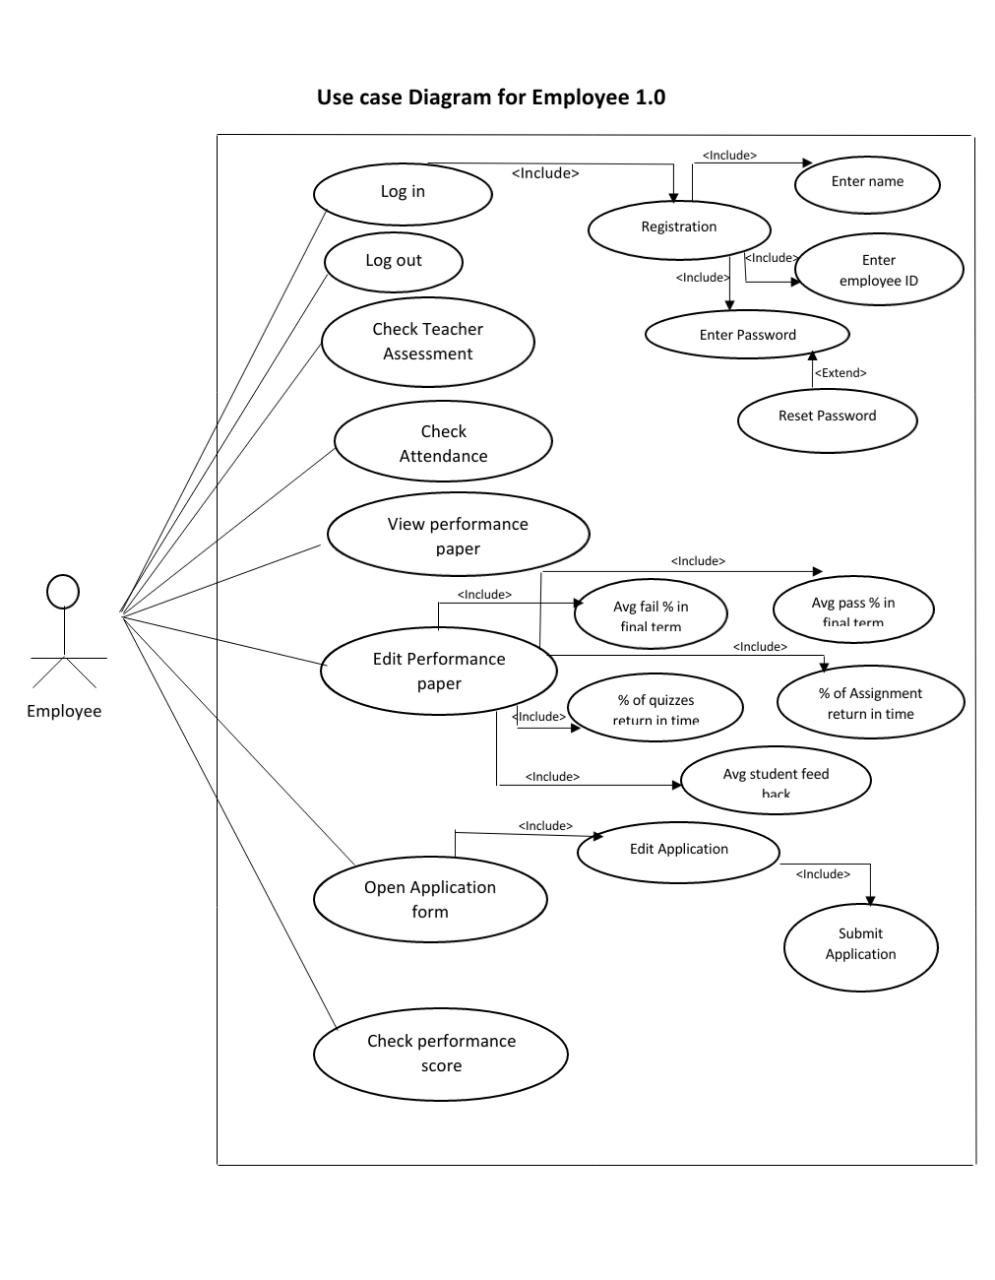 Use case Diagram for Employee 1.0
Log in
<Include>
<Include>
Enter name
Registration
Log out
<Include>
<Include>
Enter
employee ID
Check Teacher
Assessment
Enter Password
<Extend>
Reset Password
Check
Attendance
View performance
paper
<Include>
<Include>
Avg fail % in
final term
Avg pass % in
final term
Edit Performance
paper
<Include>
% of quizzes
return in time
% of Assignment
return in time
<Include>
Employee
<Include>
Avg student feed
back
<Include>
Edit Application
<Include>
Open Application
form
Submit
Application
Check performance
score